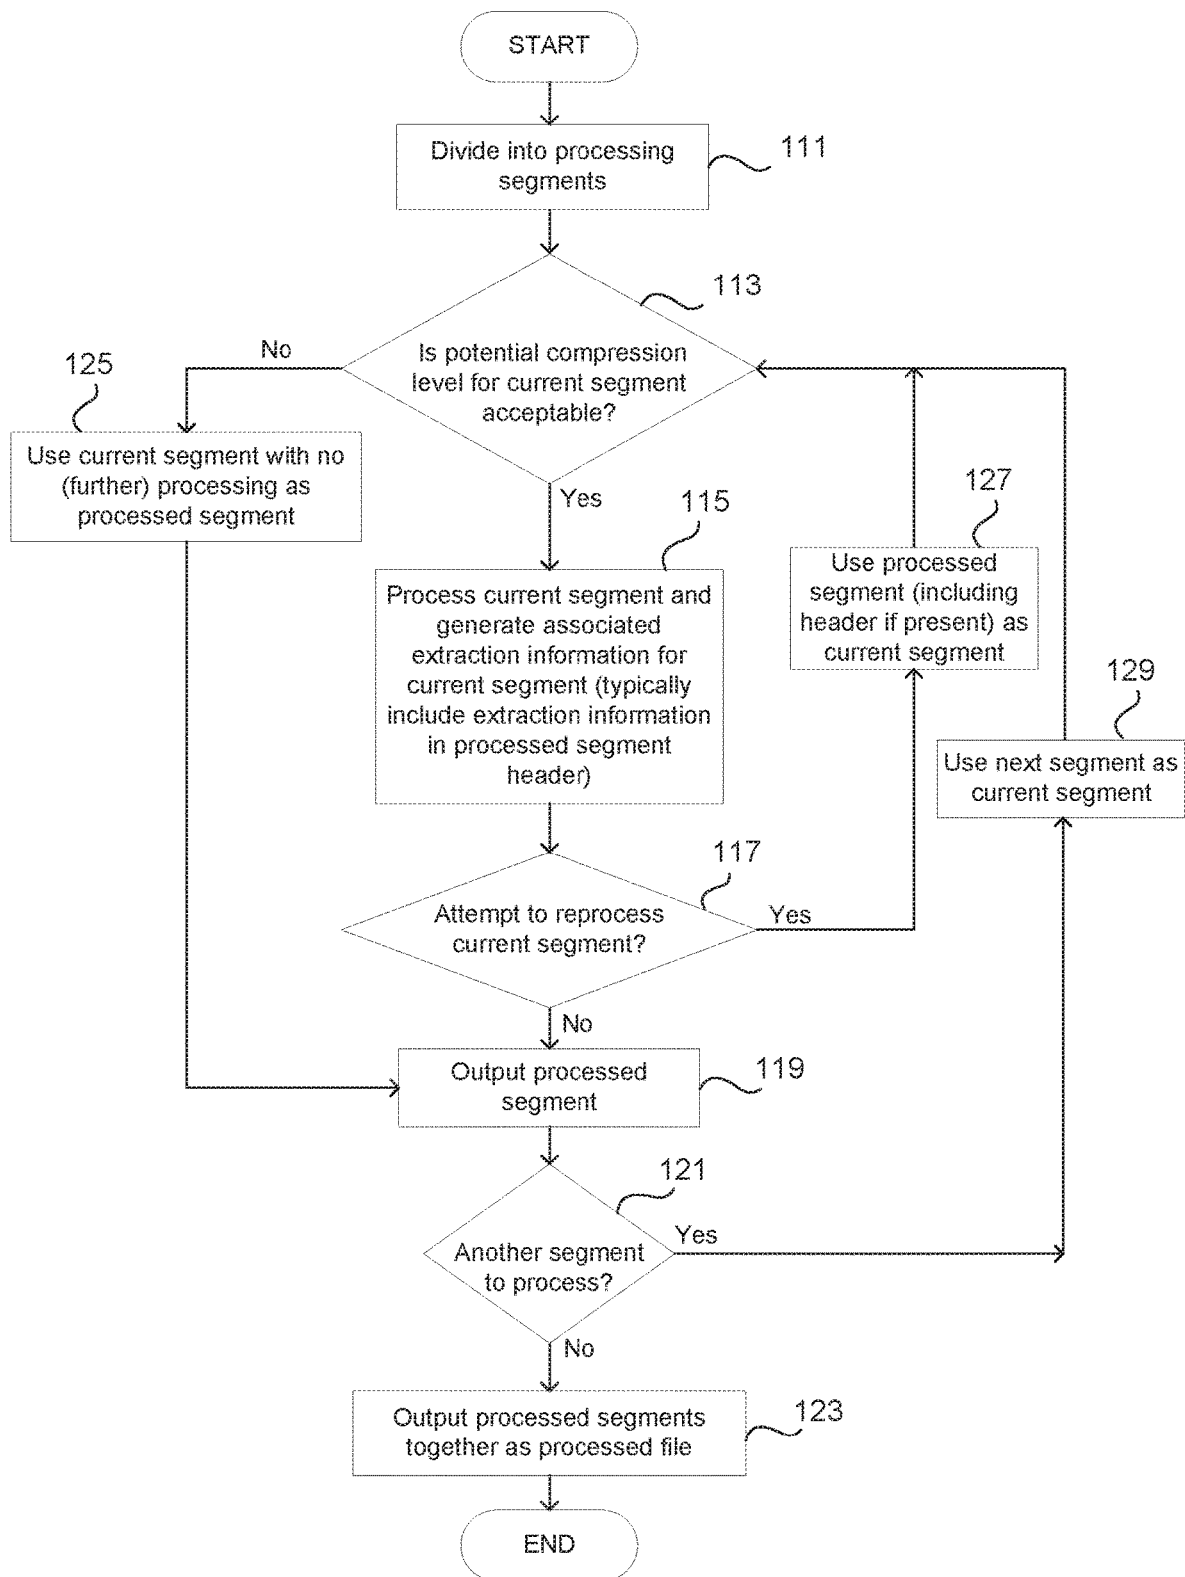 START
Divide into processing
segments
111
113
Is potential compression
level for current segment
acceptable?
No
125
Use current segment with no
(further) processing as
processed segment
Yes
115
Process current segment and
generate associated
extraction information for
current segment (typically
include extraction information
in processed segment
header)
127
Use processed
segment (including
header if present) as
current segment
129
Use next segment as
current segment
117
Attempt to reprocess
current segment?
Yes
No
Output processed
segment
119
121
Another segment
to process?
Yes
No
Output processed segments
together as processed file
123
END